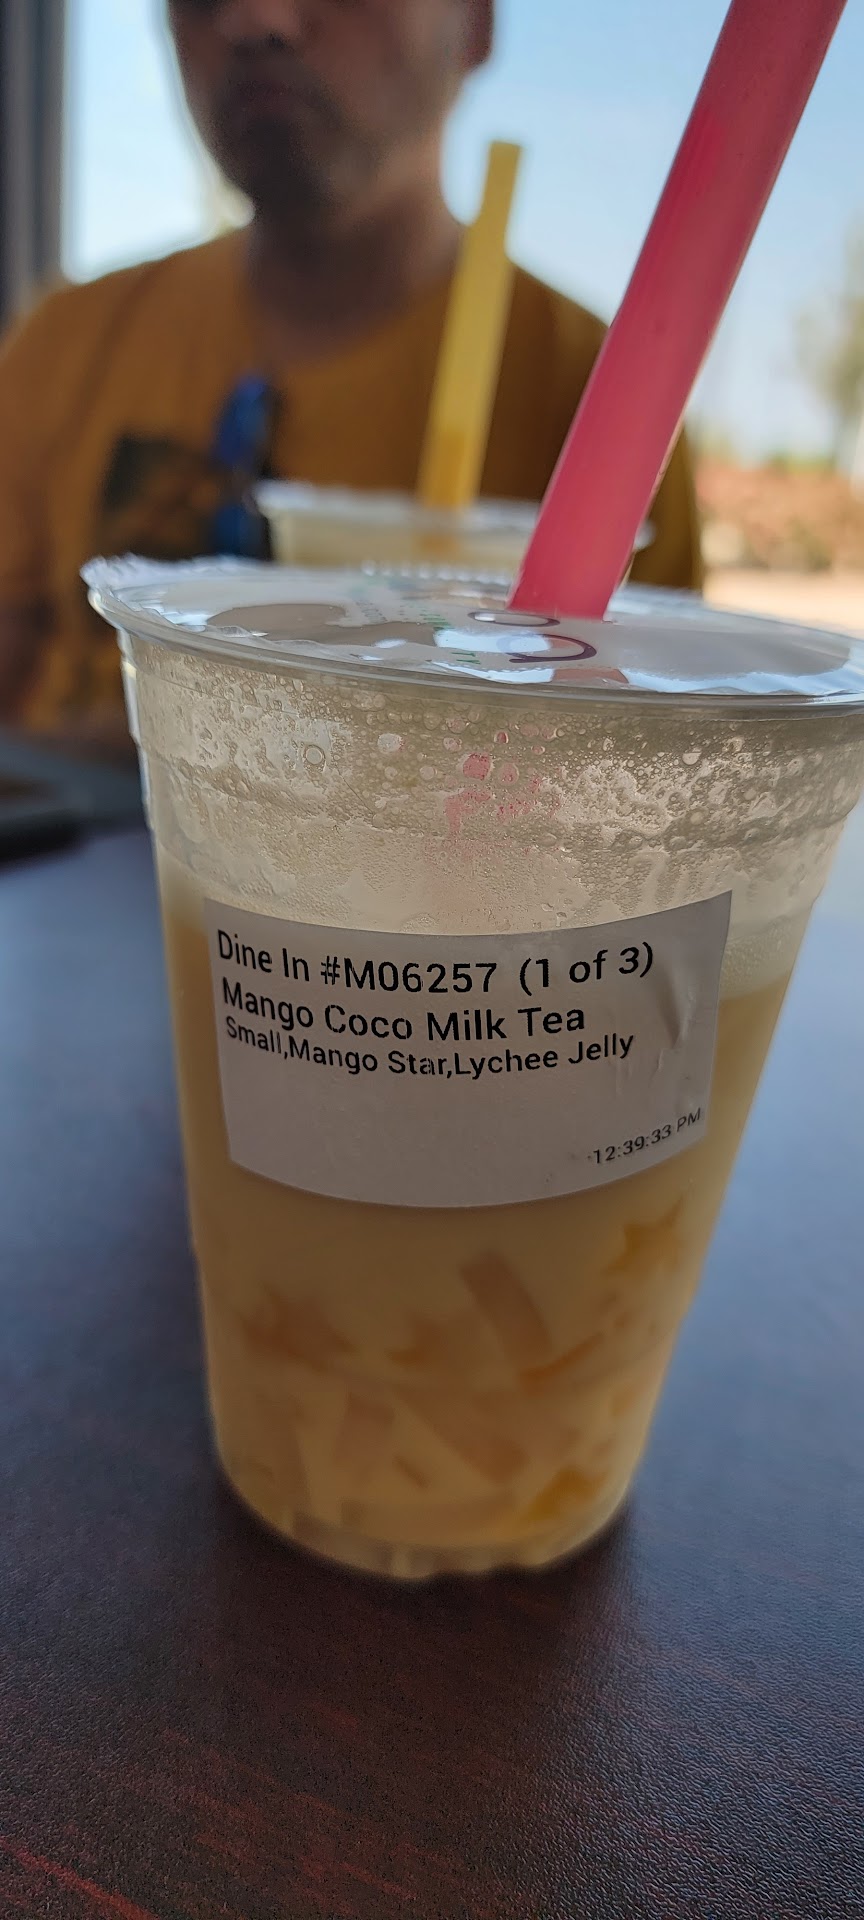 Dine In #M06257 (1 of 3)
Mango Coco Milk Tea
Small,Mango Star,Lychee Jelly
12:39:33 PM